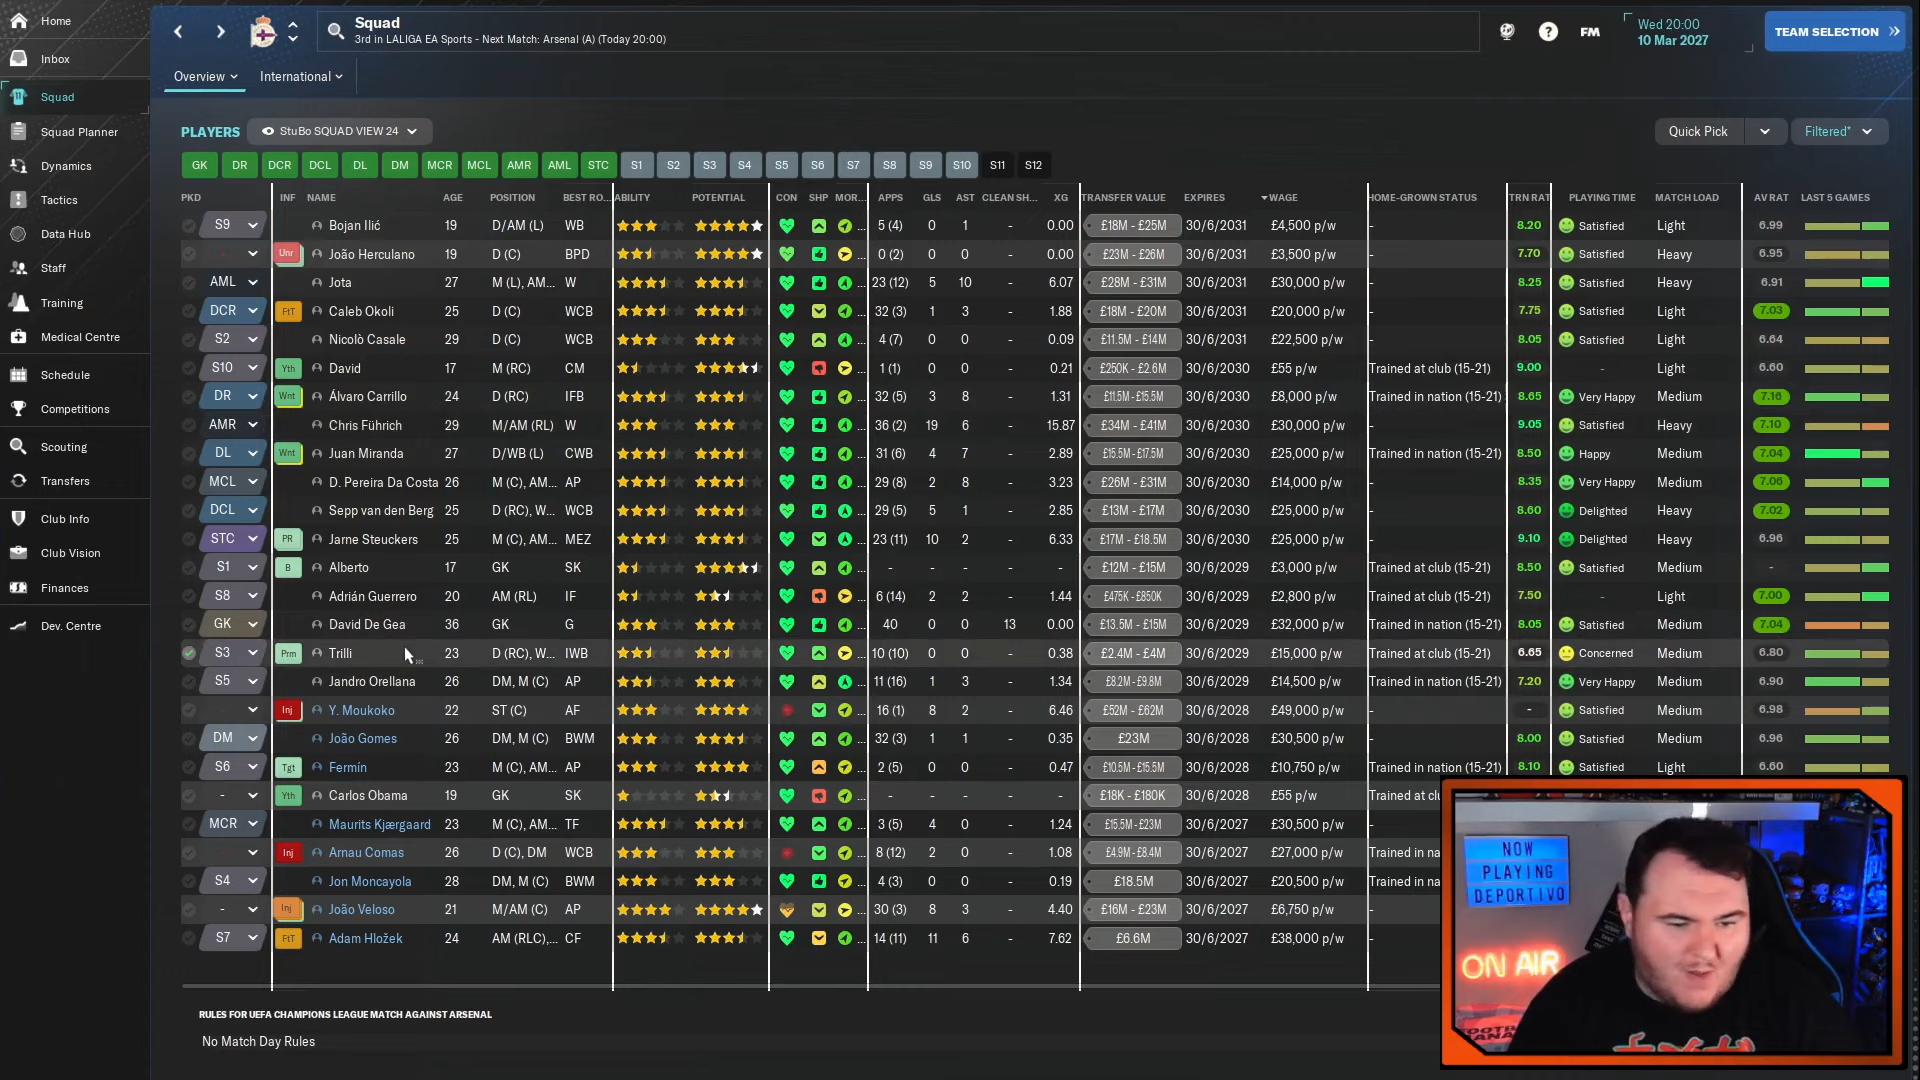 Home
Squad
3rd in LALIGA EA Sports - Next Match: Arsenal (A) (Today 20:00)
FM
Wed 20:00
10 Mar 2027
TEAM SELECTION
Inbox
Squad
Squad Planner
Dynamics
Tactics
Data Hub
Staff
Training
Medical Centre
Schedule
Competitions
Scouting
Transfers
Club Info
Club Vision
Finances
Dev. Centre
Overview International
PLAYERS StuBo SQUAD VIEW 24 Quick Pick Filtered*
GK DR DCR DCL DL DM MCR MCL AMR AML STC S1 S2 S3 S4 S5 S6 S7 S8 S9 S10 S11 S12
PKD INF NAME AGE POSITION BEST RO... ABILITY POTENTIAL CON SHP MOR... APPS GLS AST CLEAN SH... XG TRANSFER VALUE EXPIRES WAGE HOME-GROWN STATUS TRN RAT PLAYING TIME MATCH LOAD AV RAT LAST 5 GAMES
S9 Bojan Ilić 19 D/AM (L) WB ... 5 (4) 0 1 - 0.00 £18M - £25M 30/6/2031 £4,500 p/w - 8.20 Satisfied Light 6.99
- Unr João Herculano 19 D (C) BPD ... 0 (2) 0 0 - 0.00 £23M - £26M 30/6/2031 £3,500 p/w - 7.70 Satisfied Heavy 6.95
AML Jota 27 M (L), AM... W ... 23 (12) 5 10 - 6.07 £28M - £31M 30/6/2031 £30,000 p/w - 8.25 Satisfied Heavy 6.91
DCR FtT Caleb Okoli 25 D (C) WCB ... 32 (3) 1 3 - 1.88 £18M - £20M 30/6/2031 £20,000 p/w - 7.75 Satisfied Light 7.03
S2 Nicolò Casale 29 D (C) WCB ... 4 (7) 0 0 - 0.09 £11.5M - £14M 30/6/2031 £22,500 p/w - 8.05 Satisfied Light 6.64
S10 Yth David 17 M (RC) CM ... 1 (1) 0 0 - 0.21 £250K - £2.6M 30/6/2030 £55 p/w Trained at club (15-21) 9.00 - Light 6.60
DR Wnt Álvaro Carrillo 24 D (RC) IFB ... 32 (5) 3 8 - 1.31 £11.5M - £15.5M 30/6/2030 £8,000 p/w Trained in nation (15-21) 8.65 Very Happy Medium 7.16
AMR Chris Führich 29 M/AM (RL) W ... 36 (2) 19 6 - 15.87 £34M - £41M 30/6/2030 £30,000 p/w - 9.05 Satisfied Heavy 7.10
DL Wnt Juan Miranda 27 D/WB (L) CWB ... 31 (6) 4 7 - 2.89 £15.5M - £17.5M 30/6/2030 £25,000 p/w Trained in nation (15-21) 8.50 Happy Medium 7.04
MCL D. Pereira Da Costa 26 M (C), AM... AP ... 29 (8) 2 8 - 3.23 £26M - £31M 30/6/2030 £14,000 p/w - 8.35 Very Happy Medium 7.06
DCL Sepp van den Berg 25 D (RC), W... WCB ... 29 (5) 5 1 - 2.85 £13M - £17M 30/6/2030 £25,000 p/w - 8.60 Delighted Heavy 7.02
STC PR Jarne Steuckers 25 M (C), AM... MEZ ... 23 (11) 10 2 - 6.33 £17M - £18.5M 30/6/2030 £25,000 p/w - 9.10 Delighted Heavy 6.96
S1 B Alberto 17 GK SK ... - - - - - £12M - £15M 30/6/2029 £3,000 p/w Trained at club (15-21) 8.50 Satisfied Medium -
S8 Adrián Guerrero 20 AM (RL) IF ... 6 (14) 2 2 - 1.44 £475K - £850K 30/6/2029 £2,800 p/w Trained at club (15-21) 7.50 - Light 7.00
GK David De Gea 36 GK G ... 40 0 0 13 0.00 £13.5M - £15M 30/6/2029 £32,000 p/w Trained in nation (15-21) 8.05 Satisfied Medium 7.04
S3 Prm Trilli 23 D (RC), W... IWB ... 10 (10) 0 0 - 0.38 £2.4M - £4M 30/6/2029 £15,000 p/w Trained at club (15-21) 6.65 Concerned Medium 6.80
S5 Jandro Orellana 26 DM, M (C) AP ... 11 (16) 1 3 - 1.34 £8.2M - £9.8M 30/6/2029 £14,500 p/w Trained in nation (15-21) 7.20 Very Happy Medium 6.90
- Inj Y. Moukoko 22 ST (C) AF ... 16 (1) 8 2 - 6.46 £52M - £62M 30/6/2028 £49,000 p/w - - Satisfied Medium 6.98
DM João Gomes 26 DM, M (C) BWM ... 32 (3) 1 1 - 0.35 £23M 30/6/2028 £30,500 p/w - 8.00 Satisfied Medium 6.96
S6 Tgt Fermín 23 M (C), AM... AP ... 2 (5) 0 0 - 0.47 £10.5M - £15.5M 30/6/2028 £10,750 p/w Trained in nation (15-21) 8.10 Satisfied Light 6.60
- Yth Carlos Obama 19 GK SK ... - - - - - £18K - £180K 30/6/2028 £55 p/w Trained at clu
MCR Maurits Kjærgaard 23 M (C), AM... TF ... 3 (5) 4 0 - 1.24 £15.5M - £23M 30/6/2027 £30,500 p/w -
- Inj Arnau Comas 26 D (C), DM WCB ... 8 (12) 2 0 - 1.08 £4.9M - £8.4M 30/6/2027 £27,000 p/w Trained in na
S4 Jon Moncayola 28 DM, M (C) BWM ... 4 (3) 0 0 - 0.19 £18.5M 30/6/2027 £20,500 p/w Trained in na
- Inj João Veloso 21 M/AM (C) AP ... 30 (3) 8 3 - 4.40 £16M - £23M 30/6/2027 £6,750 p/w -
S7 FtT Adam Hložek 24 AM (RLC),... CF ... 14 (11) 11 6 - 7.62 £6.6M 30/6/2027 £38,000 p/w -
RULES FOR UEFA CHAMPIONS LEAGUE MATCH AGAINST ARSENAL
No Match Day Rules
NOW
PLAYING
DEPORTIVO
ON AIR